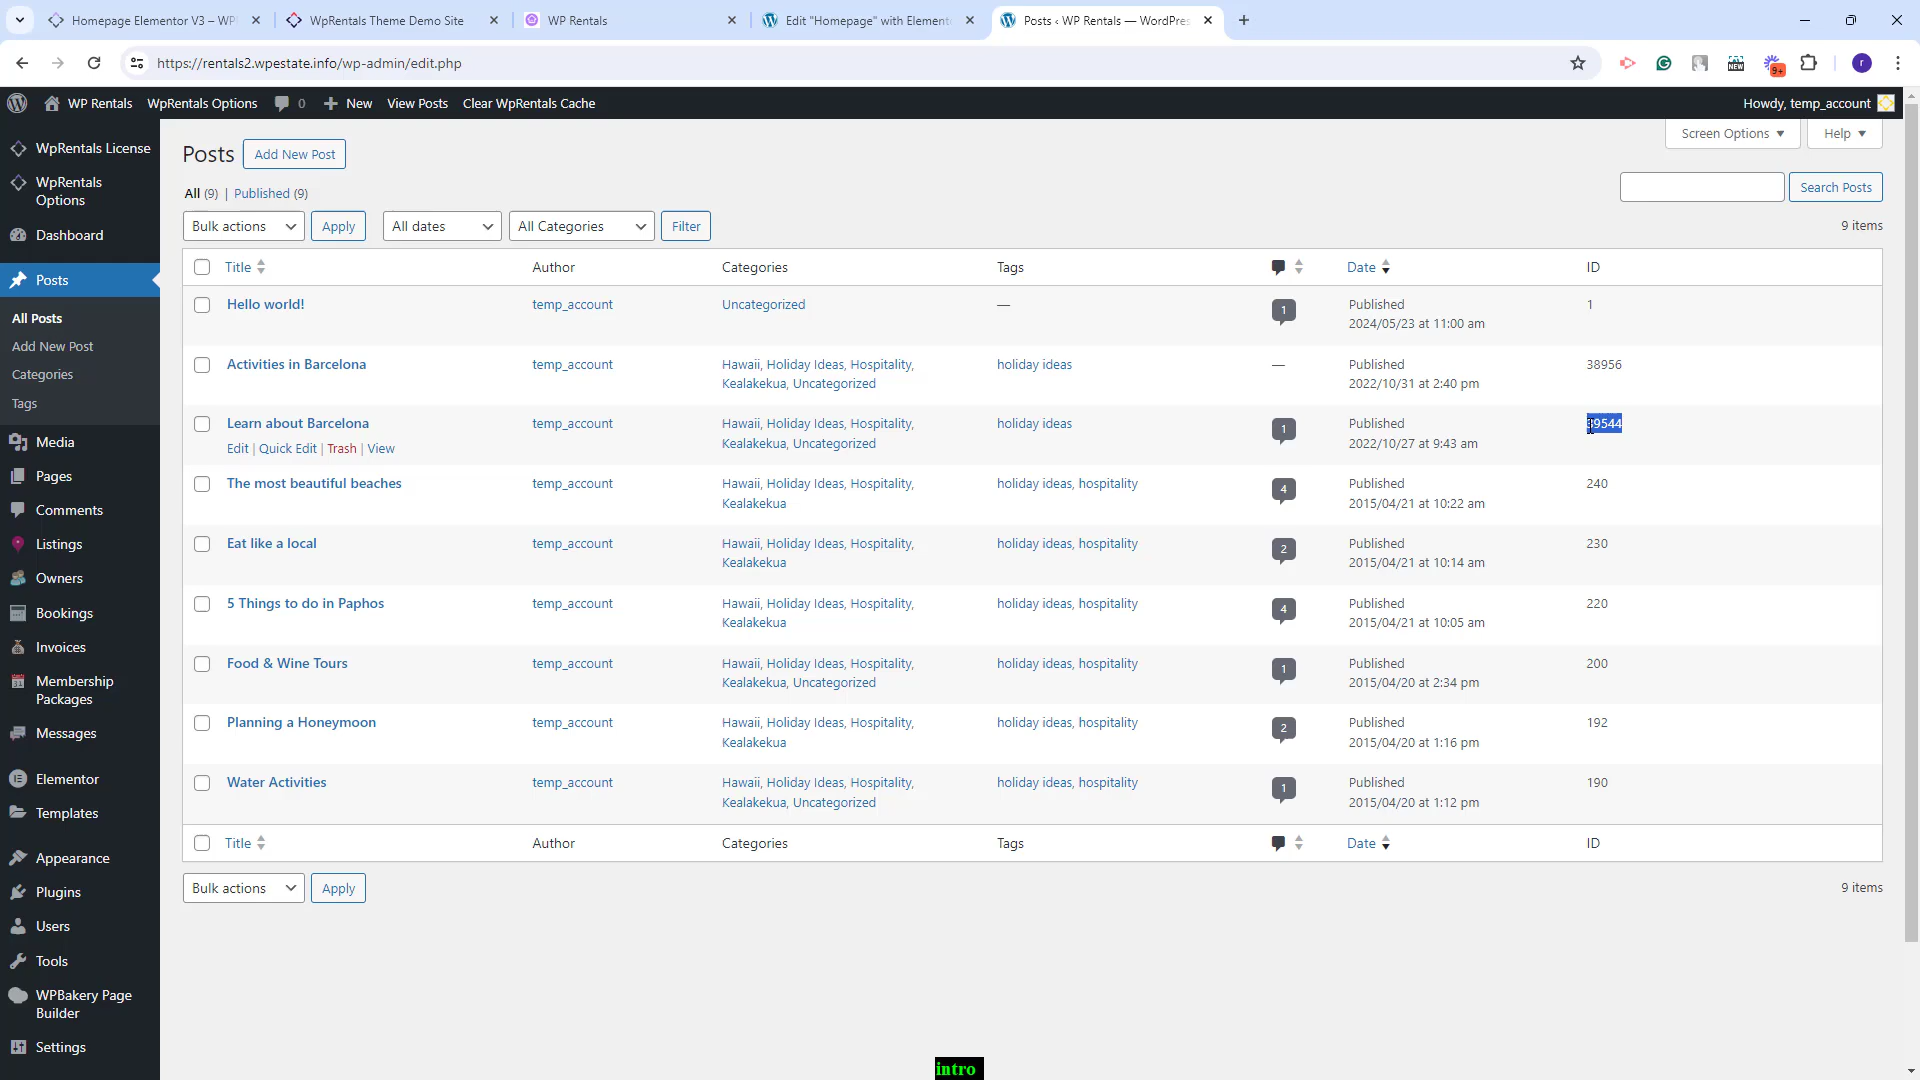 Homepage Elementor V3 – WP
WpRentals Theme Demo Site
WP Rentals
Edit "Homepage" with Element
Posts ‹ WP Rentals — WordPres
https://rentals2.wpestate.info/wp-admin/edit.php
NEW
9+
r
WP Rentals
WpRentals Options
0
New
View Posts
Clear WpRentals Cache
Howdy, temp_account
WpRentals License
WpRentals
Options
Dashboard
Posts
All Posts
Add New Post
Categories
Tags
Media
Pages
Comments
Listings
Owners
Bookings
Invoices
Membership
Packages
Messages
Elementor
Templates
Appearance
Plugins
Users
Tools
WPBakery Page
Builder
Settings
Screen Options
Help
Posts
Add New Post
All (9) | Published (9)
Search Posts
Bulk actions
Apply
All dates
All Categories
Filter
9 items
Title
Author
Categories
Tags
Date
ID
Hello world!
temp_account
Uncategorized
—
1
Published
2024/05/23 at 11:00 am
1
Activities in Barcelona
temp_account
Hawaii, Holiday Ideas, Hospitality,
Kealakekua, Uncategorized
holiday ideas
—
Published
2022/10/31 at 2:40 pm
38956
Learn about Barcelona
Edit | Quick Edit | Trash | View
temp_account
Hawaii, Holiday Ideas, Hospitality,
Kealakekua, Uncategorized
holiday ideas
1
Published
2022/10/27 at 9:43 am
39544
The most beautiful beaches
temp_account
Hawaii, Holiday Ideas, Hospitality,
Kealakekua
holiday ideas, hospitality
4
Published
2015/04/21 at 10:22 am
240
Eat like a local
temp_account
Hawaii, Holiday Ideas, Hospitality,
Kealakekua
holiday ideas, hospitality
2
Published
2015/04/21 at 10:14 am
230
5 Things to do in Paphos
temp_account
Hawaii, Holiday Ideas, Hospitality,
Kealakekua
holiday ideas, hospitality
4
Published
2015/04/21 at 10:05 am
220
Food & Wine Tours
temp_account
Hawaii, Holiday Ideas, Hospitality,
Kealakekua, Uncategorized
holiday ideas, hospitality
1
Published
2015/04/20 at 2:34 pm
200
Planning a Honeymoon
temp_account
Hawaii, Holiday Ideas, Hospitality,
Kealakekua
holiday ideas, hospitality
2
Published
2015/04/20 at 1:16 pm
192
Water Activities
temp_account
Hawaii, Holiday Ideas, Hospitality,
Kealakekua, Uncategorized
holiday ideas, hospitality
1
Published
2015/04/20 at 1:12 pm
190
Title
Author
Categories
Tags
Date
ID
Bulk actions
Apply
9 items
intro